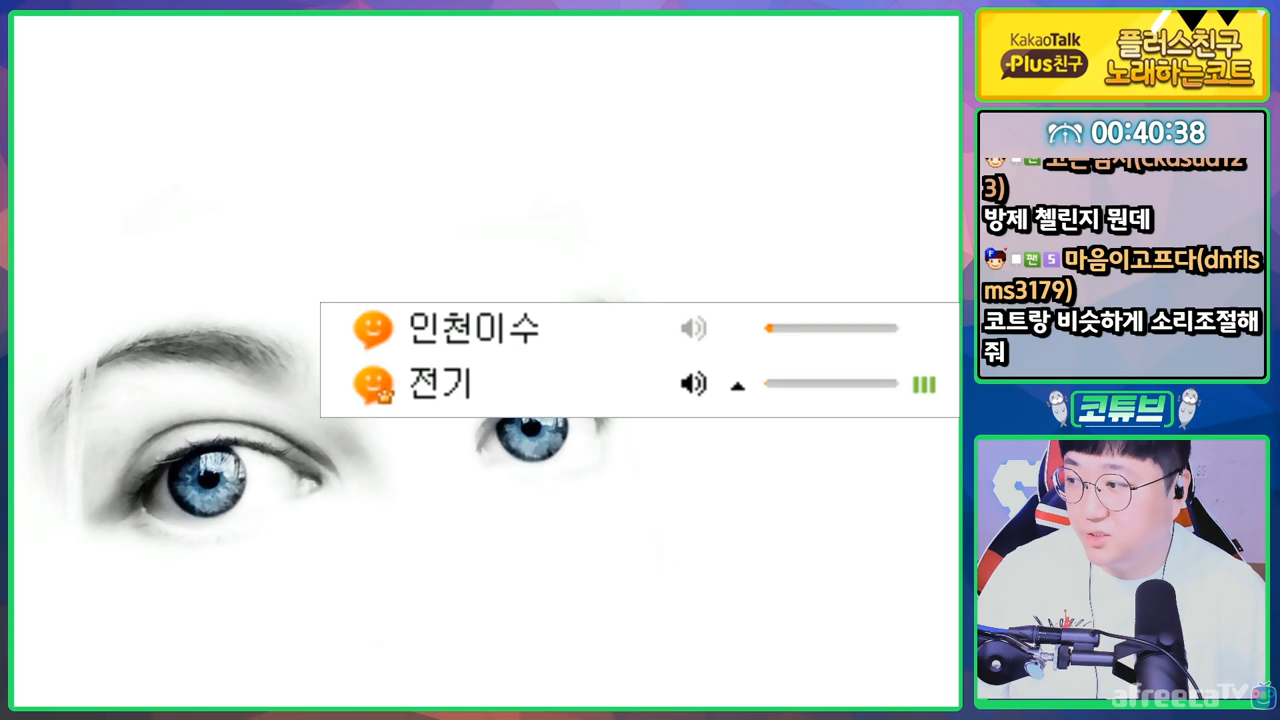 인천이수
전기
KakaoTalk
Plus친구
플러스친구
노래하는코트
00:40:38
3)
방제 첼린지 뭔데
팬 S 마음이고프다(dnfls
ms3179)
코트랑 비슷하게 소리조절해
줘
코튜브
afreecaTV